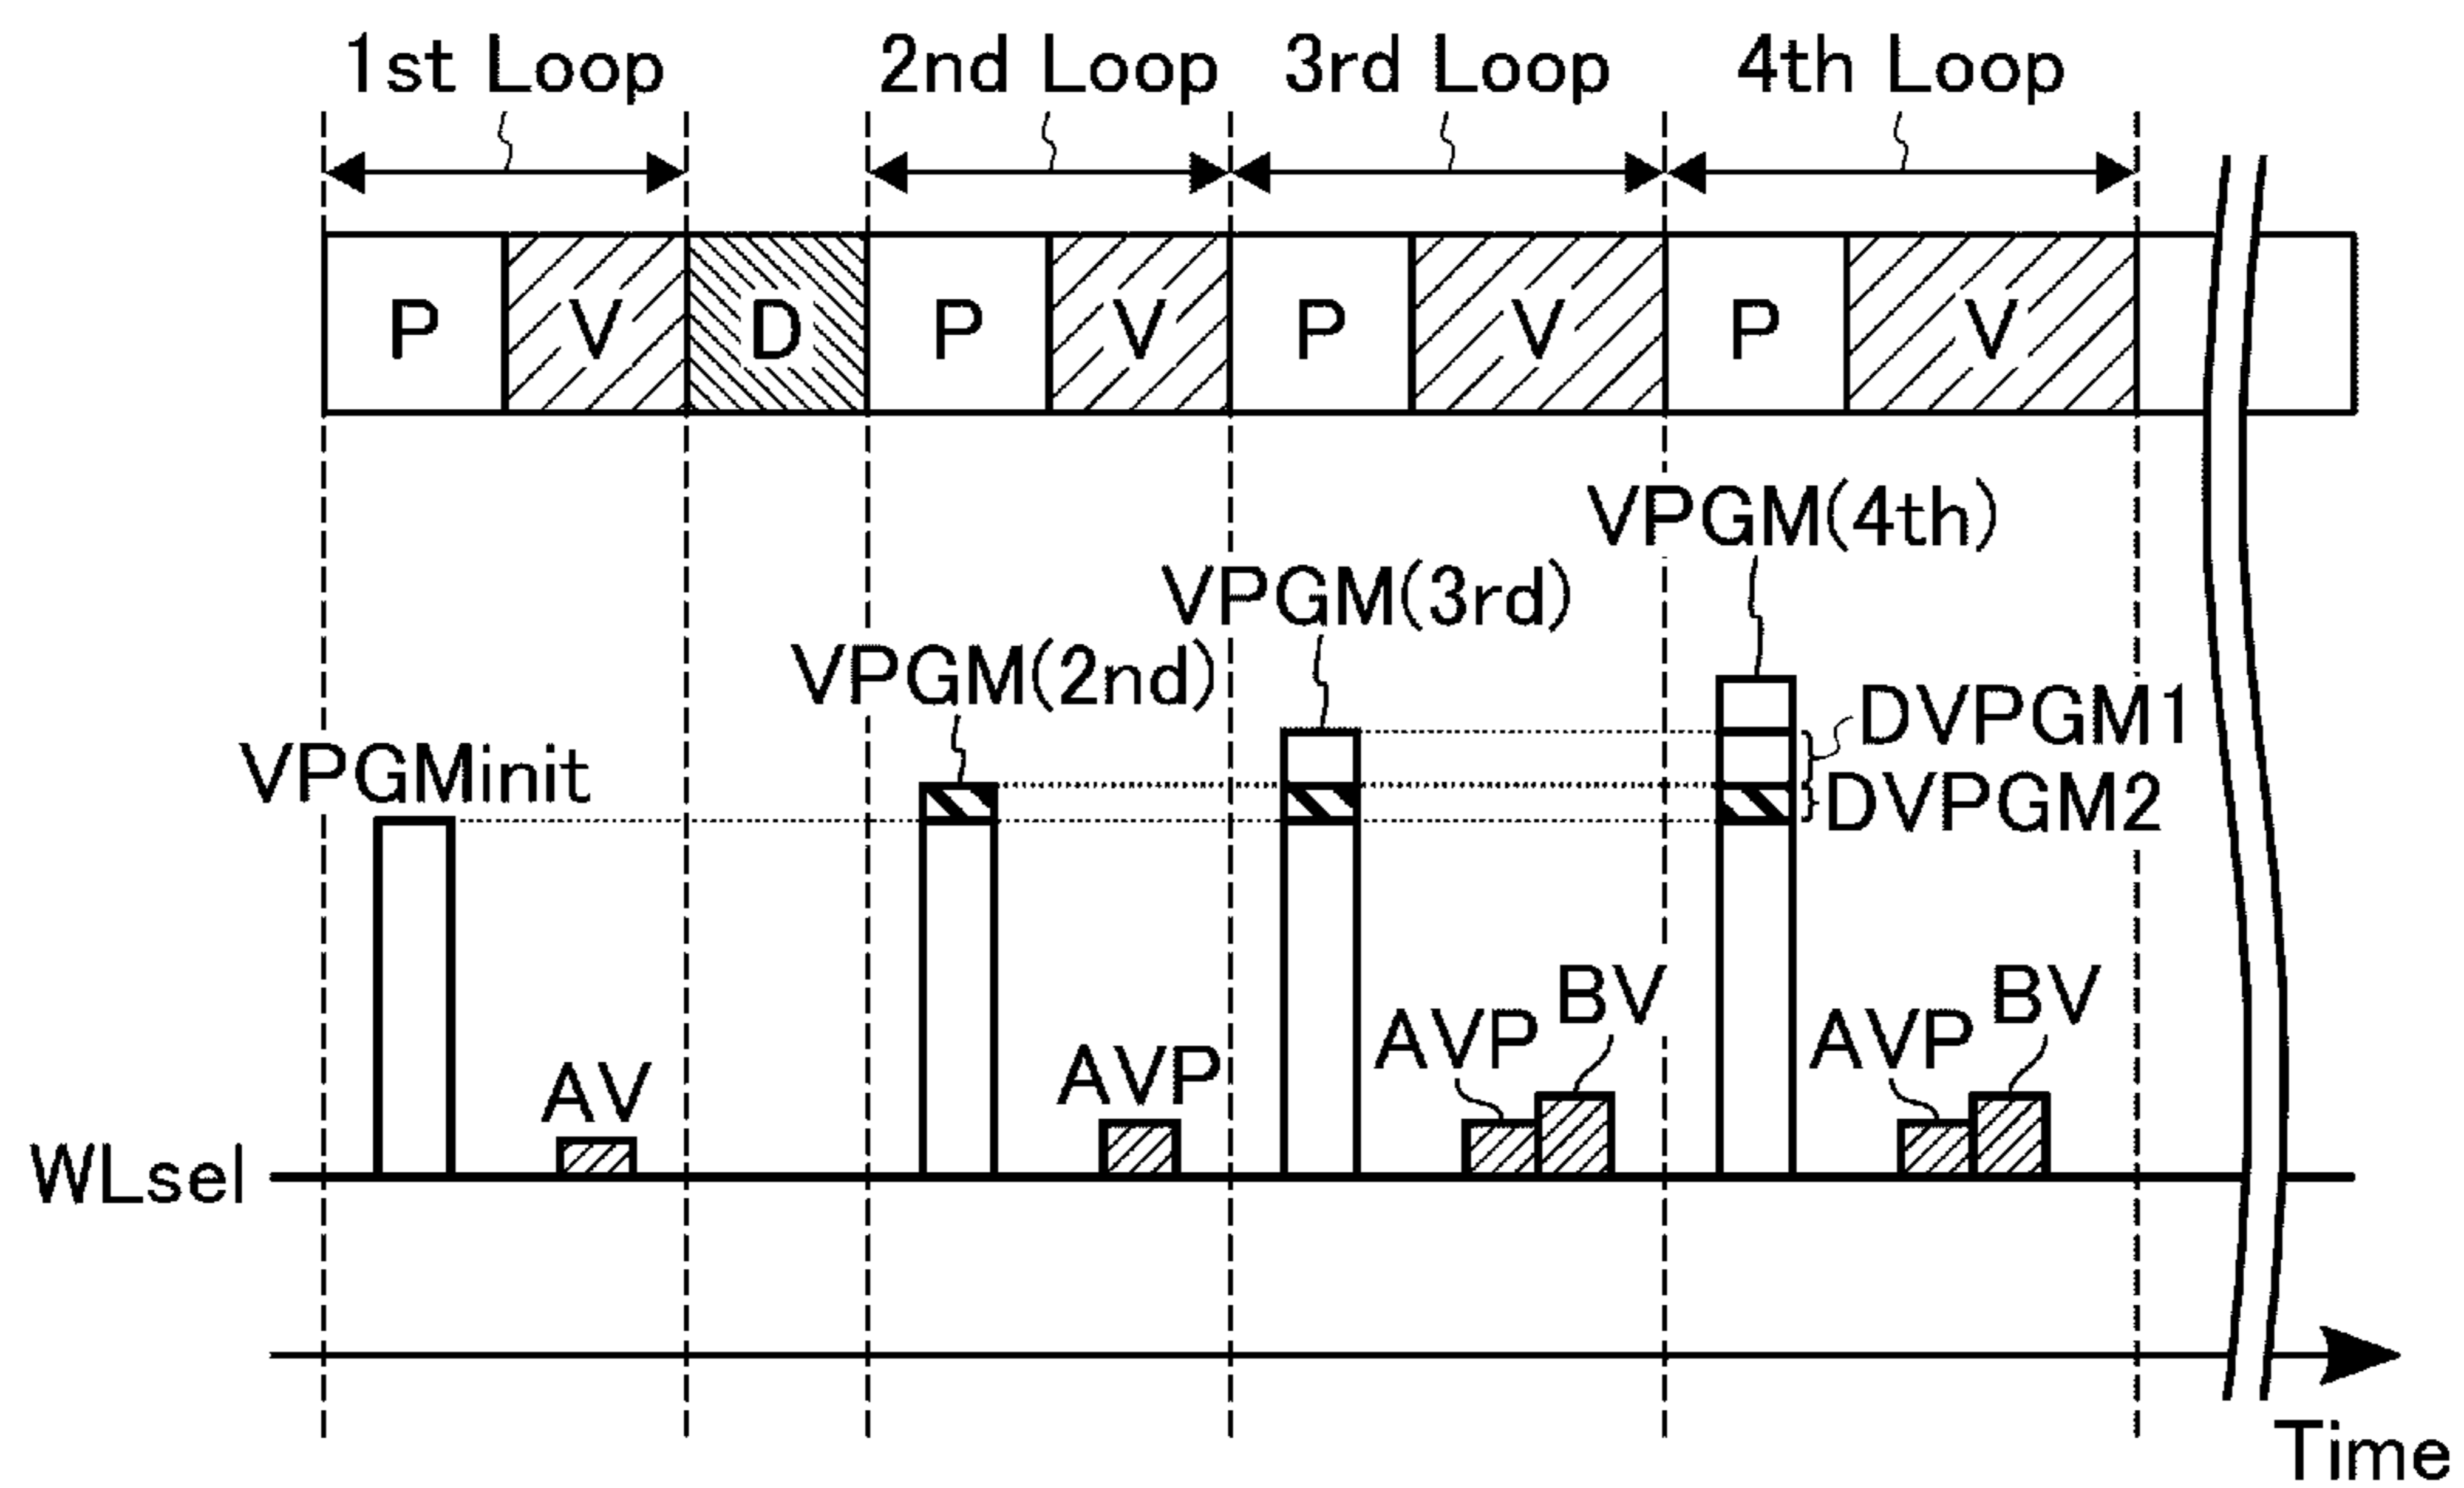 1st Loop 2nd Loop 3rd Loop 4th Loop
P V D P V P V P V
VPGM(4th)
VPGM(3rd)
VPGM(2nd)
DVPGM1
VPGMinit
DVPGM2
BV BV
AVP AVP
AV AVP
WLsel
Time